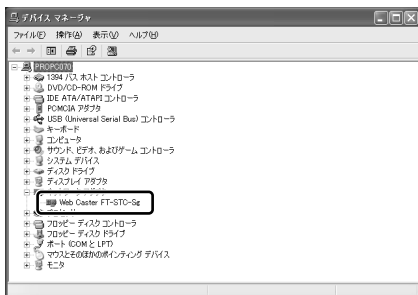 デバイス マネージャ
ファイル(F) 操作(A) 表示(V) ヘルプ(H)
PROPC070
1394 バス ホスト コントローラ
DVD/CD-ROM ドライブ
IDE ATA/ATAPI コントローラ
PCMCIA アダプタ
USB (Universal Serial Bus) コントローラ
キーボード
コンピュータ
サウンド、ビデオ、およびゲーム コントローラ
システム デバイス
ディスク ドライブ
ディスプレイ アダプタ
Web Caster FT-STC-Sg
フロッピー ディスク コントローラ
フロッピー ディスク ドライブ
ポート (COM と LPT)
マウスとそのほかのポインティング デバイス
モニタ